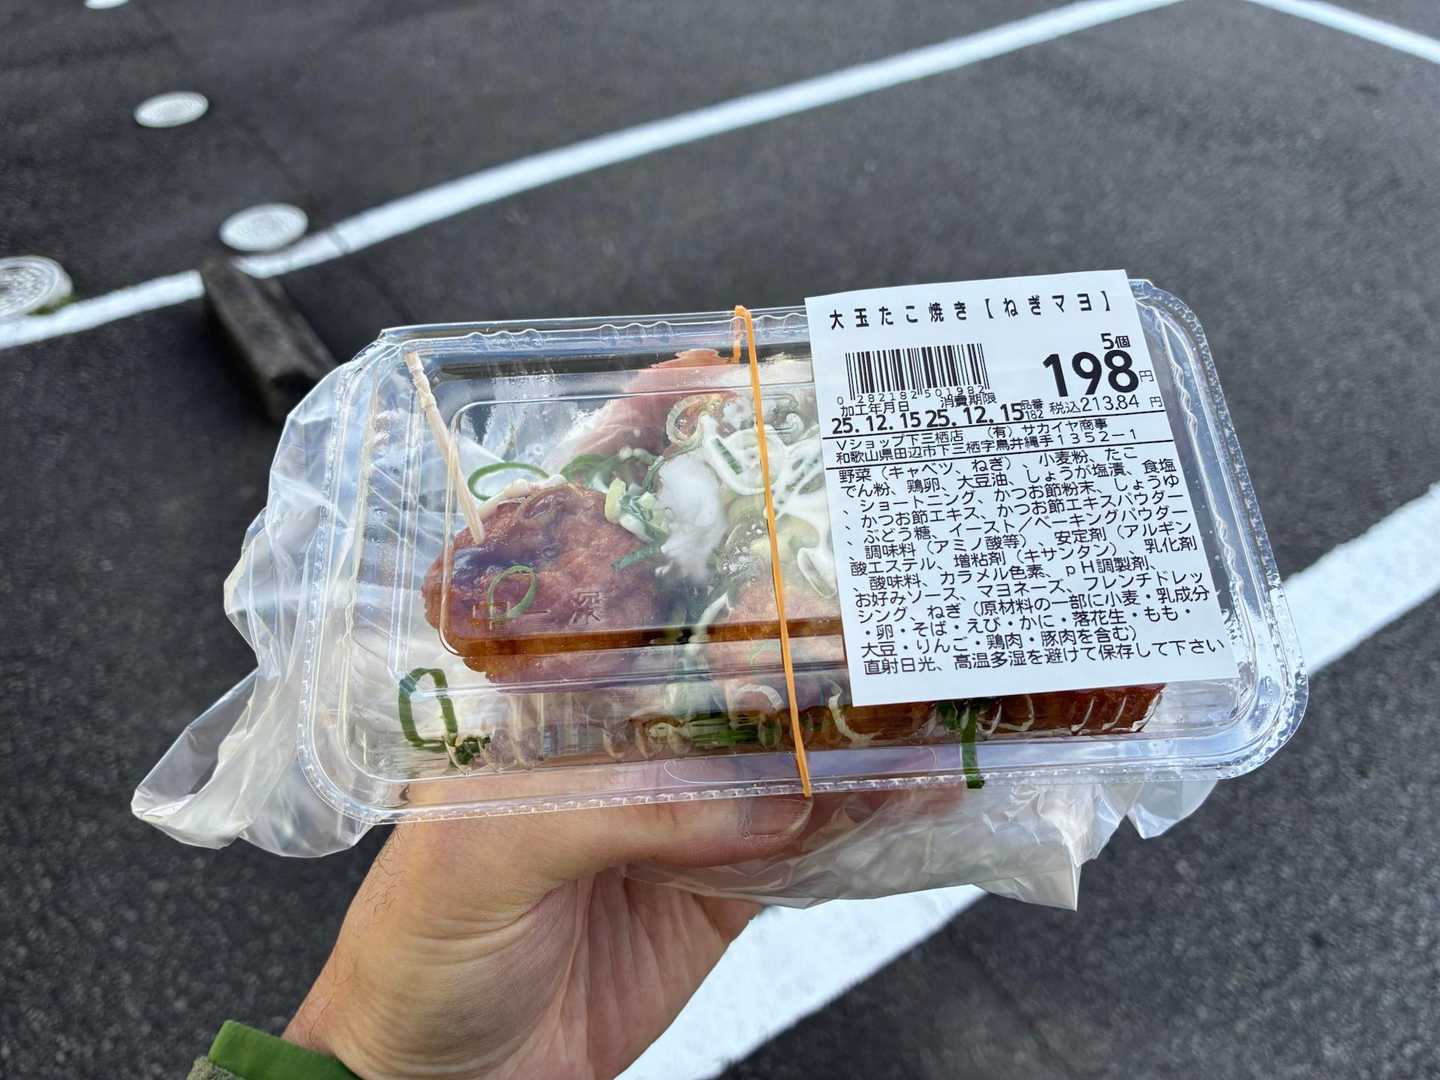 大玉たこ焼き【ねぎマヨ】
5個
198円
0 282182 501982
加工年月日 消費期限 品番
25.12.15 25.12.15 182 税込213.84 円
Vショップ下三栖店 (有)サカイヤ商事
和歌山県田辺市下三栖字鳥井縄手1352-1
野菜(キャベツ、ねぎ)、小麦粉、たこ
でん粉、鶏卵、大豆油、しょうが塩漬、食塩
、ショートニング、かつお節粉末、しょうゆ
、かつお節エキス、かつお節エキスパウダー
、ぶどう糖、イースト/ベーキングパウダー
、調味料(アミノ酸等)、安定剤(アルギン
酸エステル、増粘剤(キサンタン)、乳化剤
、酸味料、カラメル色素、pH調製剤、
お好みソース、マヨネーズ、フレンチドレッ
シング、ねぎ(原材料の一部に小麦・乳成分
・卵・そば・えび・かに・落花生・もも・
大豆・りんご・鶏肉・豚肉を含む)
直射日光、高温多湿を避けて保存して下さい